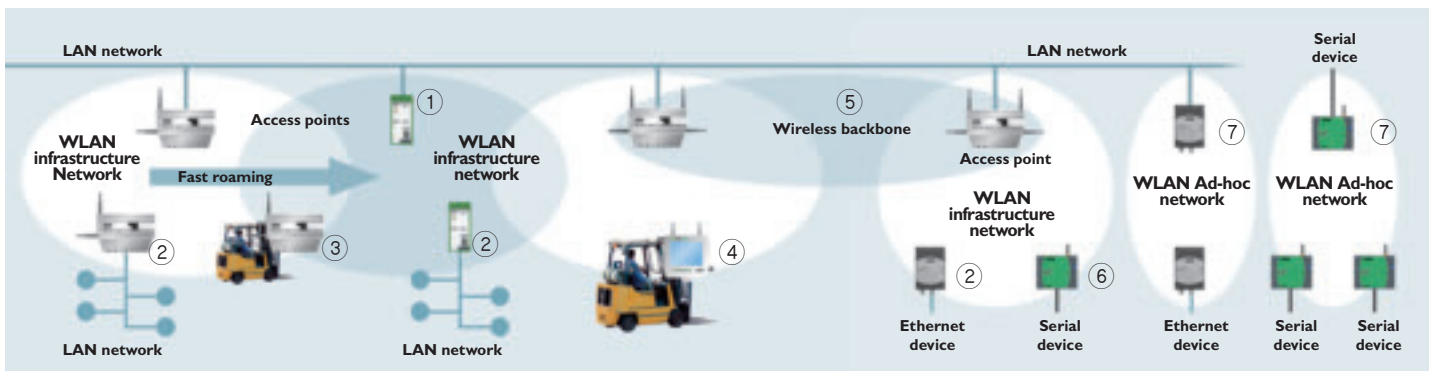 LAN network
LAN network
Serial
device
①
Access points
⑤
Wireless backbone
⑦
⑦
WLAN
infrastructure
Network
WLAN
infrastructure
network
Access point
Fast roaming
WLAN Ad-hoc
network
WLAN Ad-hoc
network
WLAN
infrastructure
network
②
③
②
④
②
⑥
LAN network
LAN network
Ethernet
device
Serial
device
Ethernet
device
Serial
device
Serial
device